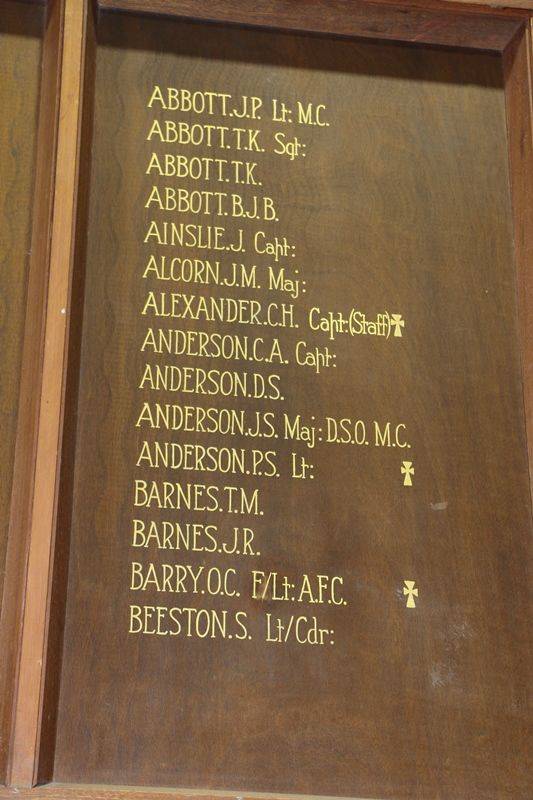 ABBOTT.J.P. Lt: M.C.
ABBOTT.T.K. Sgt:
ABBOTT.T.K.
ABBOTT.B.J.B.
AINSLIE.J. Capt:
ALCORN.J.M. Maj:
ALEXANDER.C.H. Capt:(Staff)✠
ANDERSON.C.A. Capt:
ANDERSON.D.S.
ANDERSON.J.S. Maj: D.S.O. M.C.
ANDERSON.P.S. Lt: ✠
BARNES.T.M.
BARNES.J.R.
BARRY.O.C. F/Lt: A.F.C. ✠
BEESTON.S. Lt/Cdr: